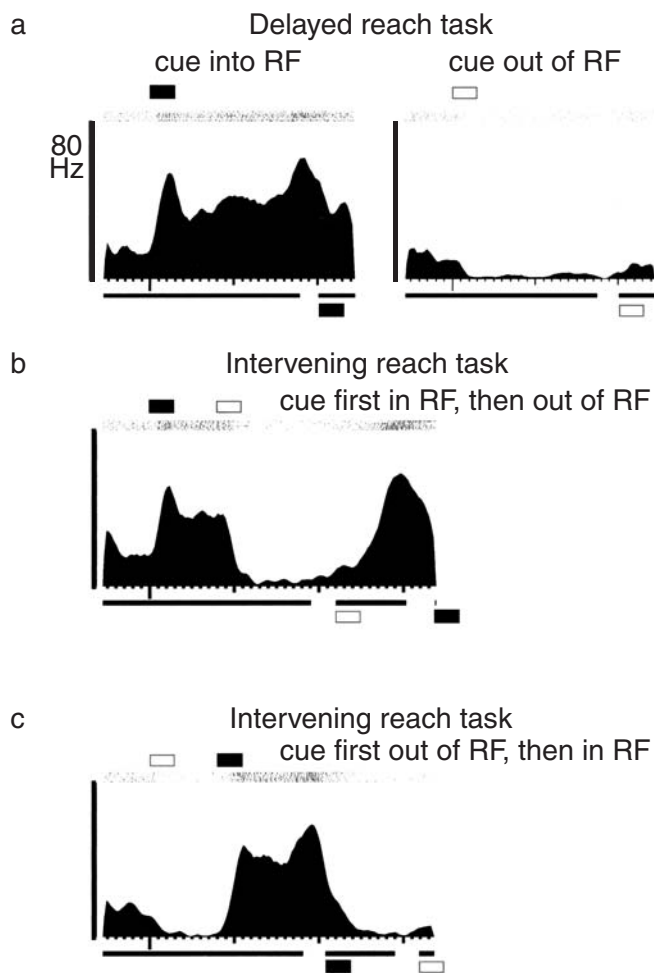 a
Delayed reach task
cue into RF
cue out of RF
80
Hz
b
Intervening reach task
cue first in RF, then out of RF
c
Intervening reach task
cue first out of RF, then in RF